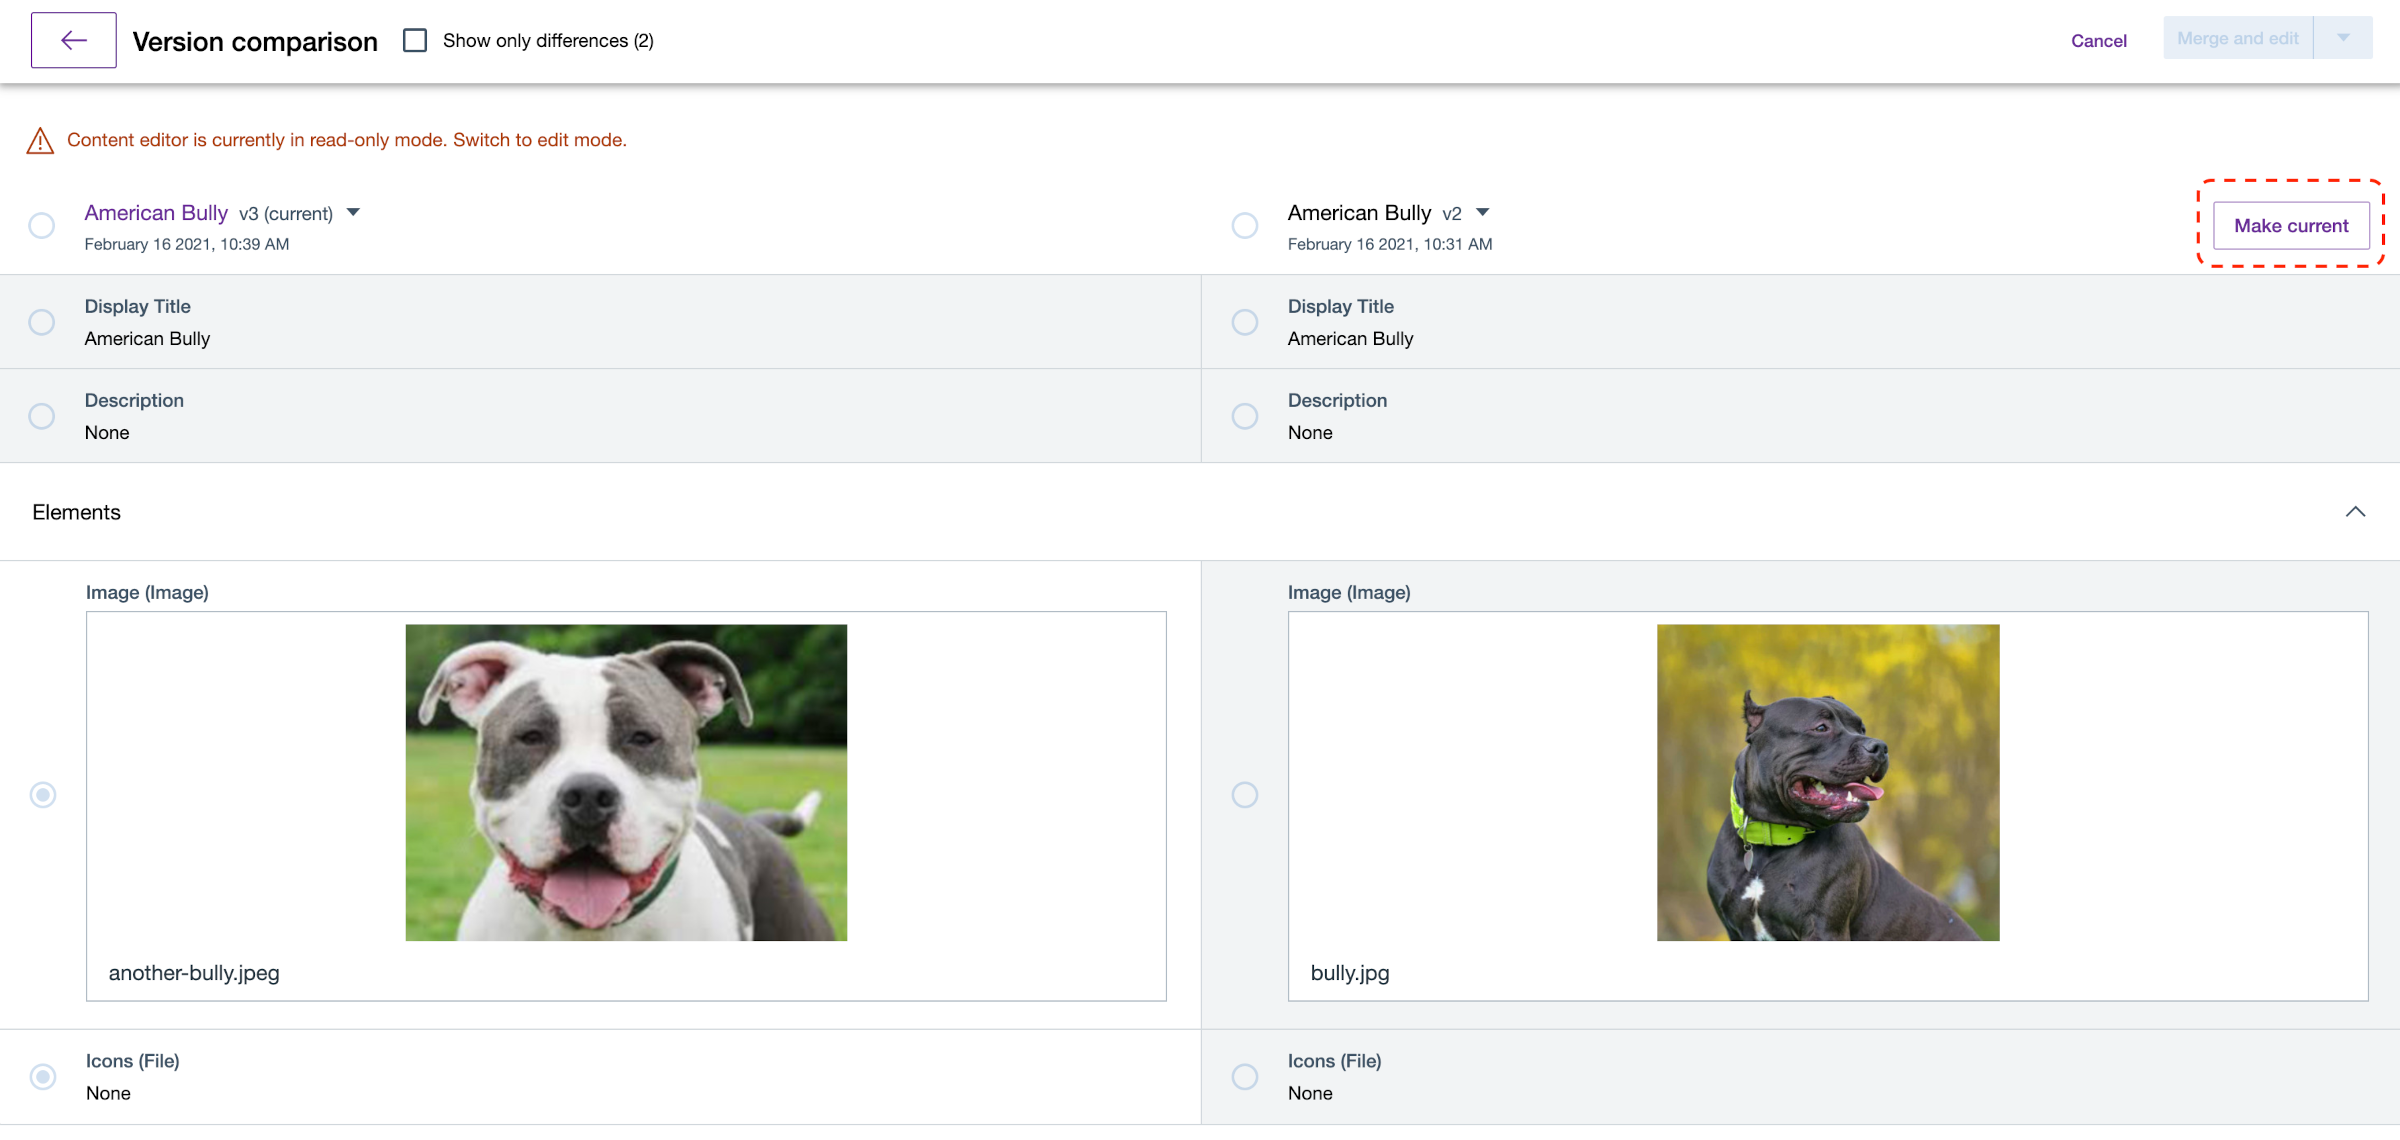 Version comparison
Show only differences (2)
Cancel
Merge and edit
Content editor is currently in read-only mode. Switch to edit mode.
American Bully v3 (current)
February 16 2021, 10:39 AM
American Bully v2
February 16 2021, 10:31 AM
Make current
Display Title
American Bully
Display Title
American Bully
Description
None
Description
None
Elements
Image (Image)
another-bully.jpeg
Image (Image)
bully.jpg
Icons (File)
None
Icons (File)
None